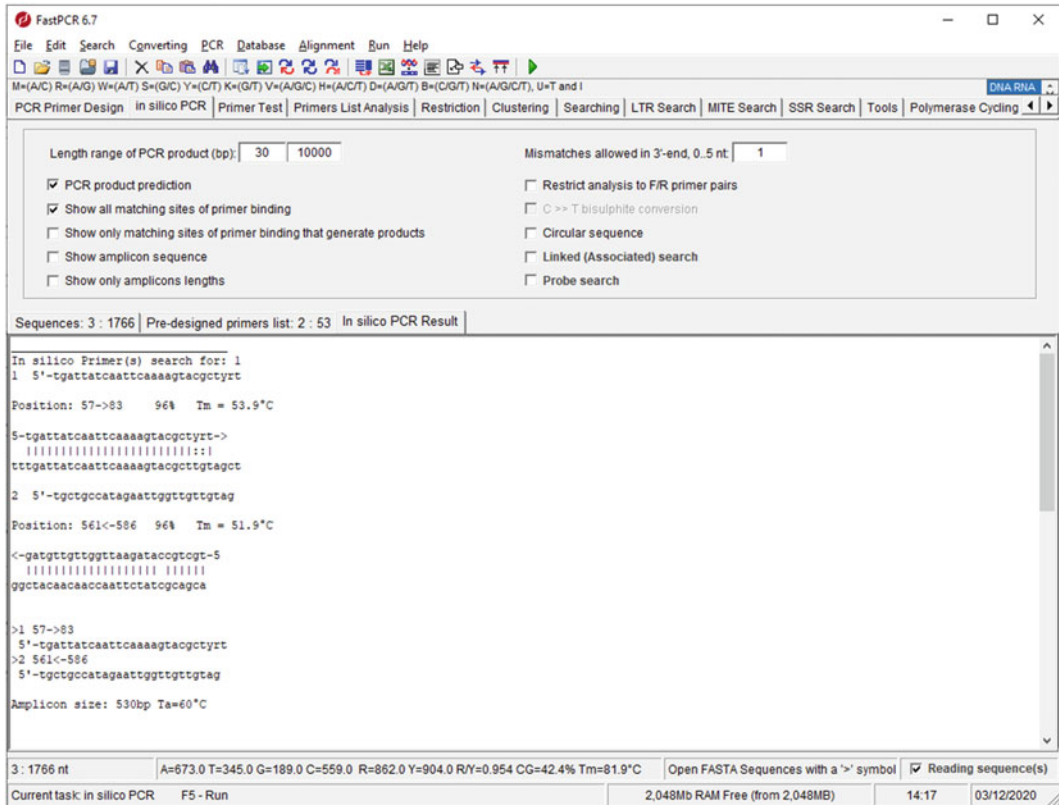 FastPCR 6.7
File Edit Search Converting PCR Database Alignment Run Help
M=(A/C) R=(A/G) W=(A/T) S=(G/C) Y=(C/T) K=(G/T) V=(A/G/C) H=(A/C/T) D=(A/G/T) B=(C/G/T) N=(A/G/C/T), U=T and I DNA RNA
PCR Primer Design in silico PCR Primer Test Primers List Analysis Restriction Clustering Searching LTR Search MITE Search SSR Search Tools Polymerase Cycling
Length range of PCR product (bp): 30 10000 Mismatches allowed in 3'-end, 0..5 nt: 1
PCR product prediction Restrict analysis to F/R primer pairs
Show all matching sites of primer binding C >> T bisulphite conversion
Show only matching sites of primer binding that generate products Circular sequence
Show amplicon sequence Linked (Associated) search
Show only amplicons lengths Probe search
Sequences: 3 : 1766 Pre-designed primers list: 2 : 53 In silico PCR Result
In silico Primer(s) search for: 1
1 5'-tgattatcaattcaaaagtacgctyrt
Position: 57->83 96% Tm = 53.9°C
5-tgattatcaattcaaaagtacgctyrt->
||||||||||||||||||||||||::|
tttgattatcaattcaaaagtacgcttgtagct
2 5'-tgctgccatagaattggttgttgtag
Position: 561<-586 96% Tm = 51.9°C
<-gatgttgttggttaagataccgtcgt-5
||||||||||||||||||| ||||||
ggctacaacaaccaattctatcgcagca
>1 57->83
5'-tgattatcaattcaaaagtacgctyrt
>2 561<-586
5'-tgctgccatagaattggttgttgtag
Amplicon size: 530bp Ta=60°C
3 : 1766 nt A=673.0 T=345.0 G=189.0 C=559.0 R=862.0 Y=904.0 R/Y=0.954 CG=42.4% Tm=81.9°C Open FASTA Sequences with a '>' symbol Reading sequence(s)
Current task: in silico PCR F5 - Run 2,048Mb RAM Free (from 2,048MB) 14:17 03/12/2020